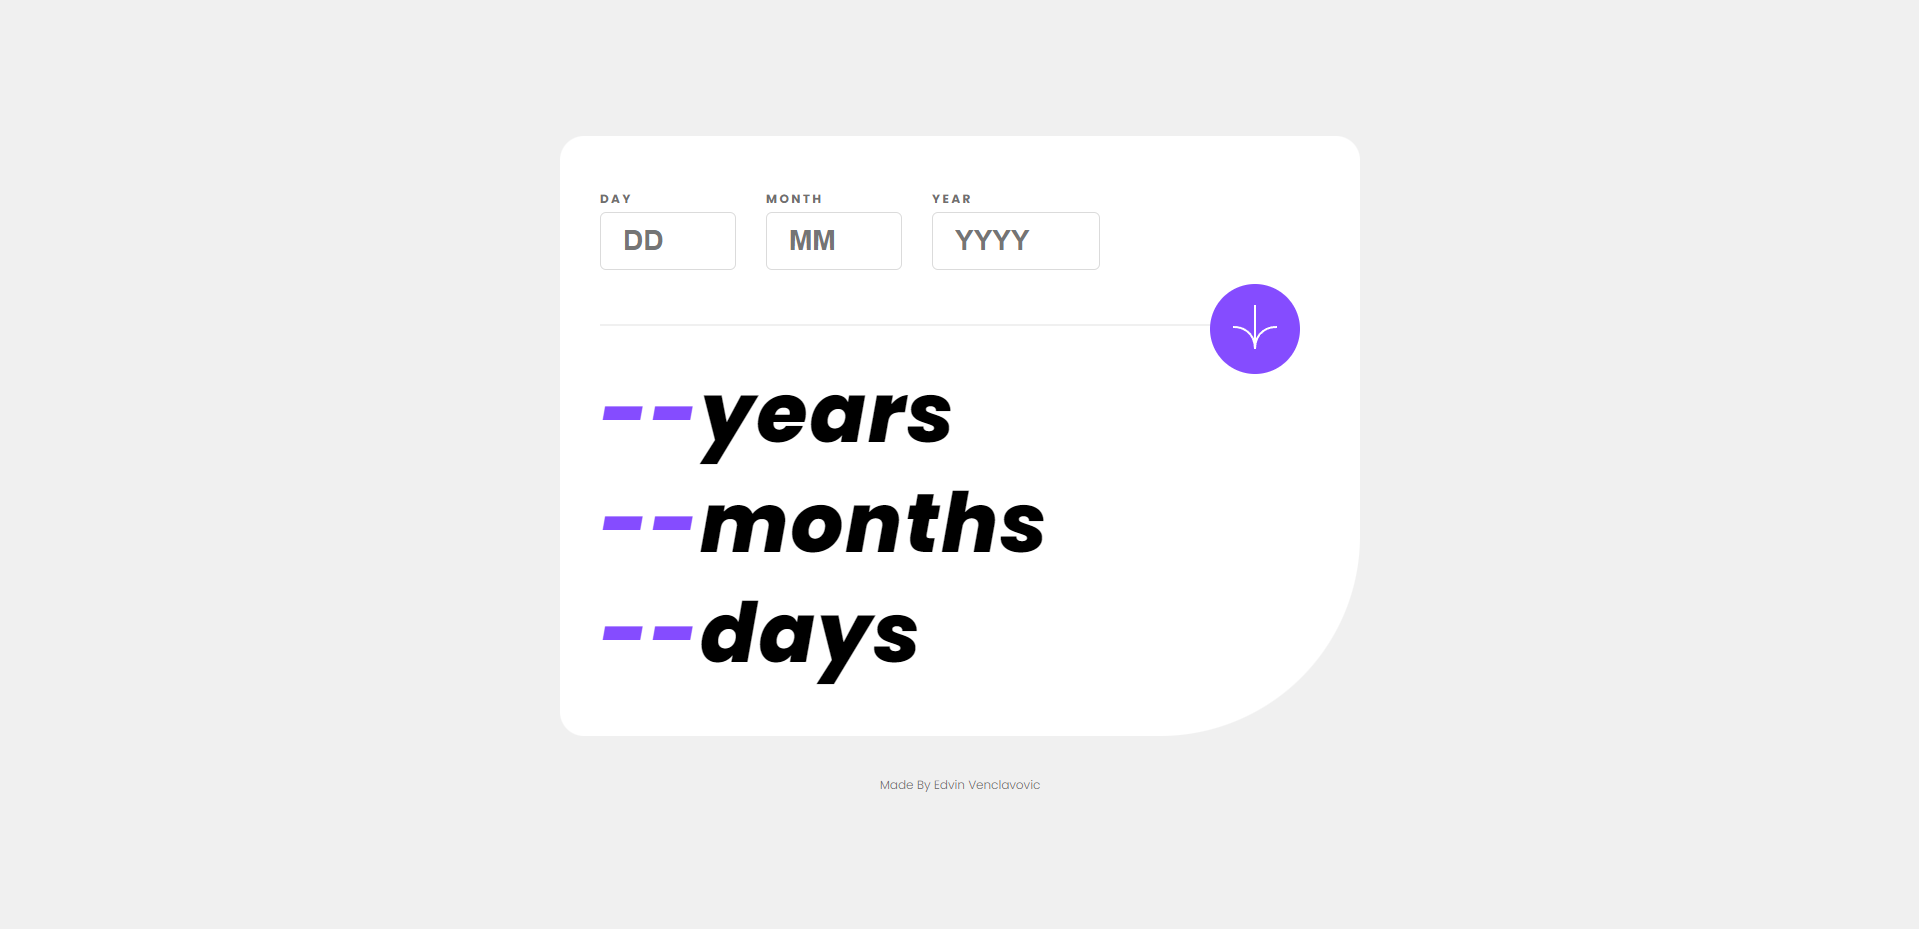 DAY MONTH YEAR
DD MM YYYY
--years
--months
--days
Made By Edvin Venclavovic